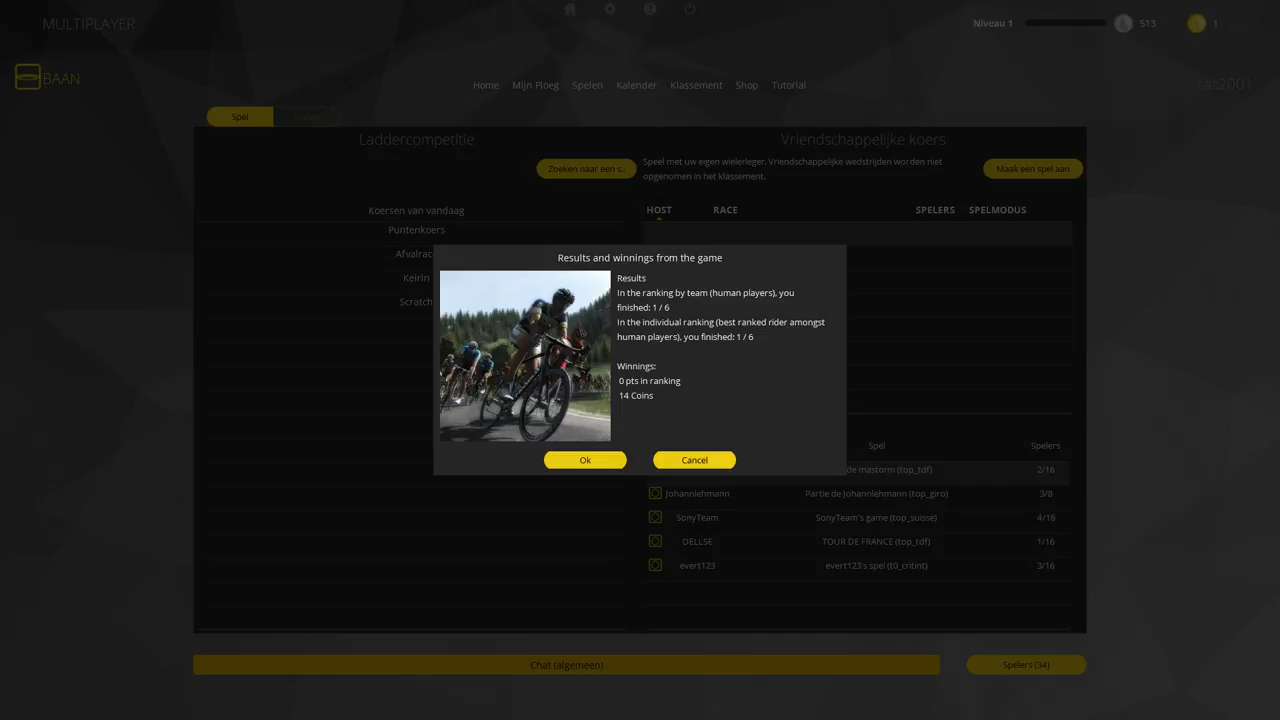 MULTIPLAYER
Niveau 1
513
1
BAAN
Home Mijn Ploeg Spelen Kalender Klassement Shop Tutorial
cas2001
Spel
Laddercompetitie
Vriendschappelijke koers
Zoeken naar een s..
Speel met uw eigen wielerleger. Vriendschappelijke wedstrijden worden niet
opgenomen in het klassement.
Maak een spel aan
Koersen van vandaag
HOST RACE SPELERS SPELMODUS
Puntenkoers
Afvalrac
Keirin
Scratch
Results and winnings from the game
Results
In the ranking by team (human players), you
finished: 1 / 6
In the individual ranking (best ranked rider amongst
human players), you finished: 1 / 6
Winnings:
0 pts in ranking
14 Coins
Ok
Cancel
Spel Spelers
de mastorm (top_tdf) 2/16
Johannlehmann Partie de Johannlehmann (top_giro) 3/8
SonyTeam SonyTeam's game (top_suisse) 4/16
DELLSE TOUR DE FRANCE (top_tdf) 1/16
evert123 evert123's spel (t0_critint) 3/16
Chat (algemeen)
Spelers (34)